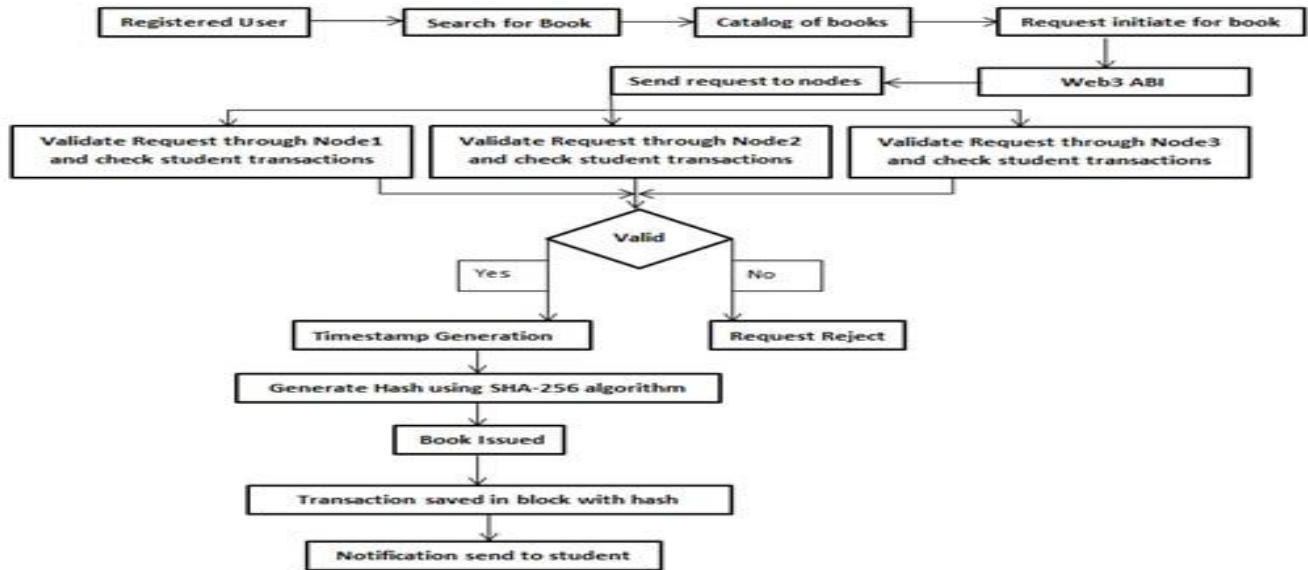 Registered User
Search for Book
Catalog of books
Request initiate for book
Send request to nodes
Web3 ABI
Validate Request through Node1
and check student transactions
Validate Request through Node2
and check student transactions
Validate Request through Node3
and check student transactions
Valid
Yes
No
Timestamp Generation
Request Reject
Generate Hash using SHA-256 algorithm
Book Issued
Transaction saved in block with hash
Notification send to student